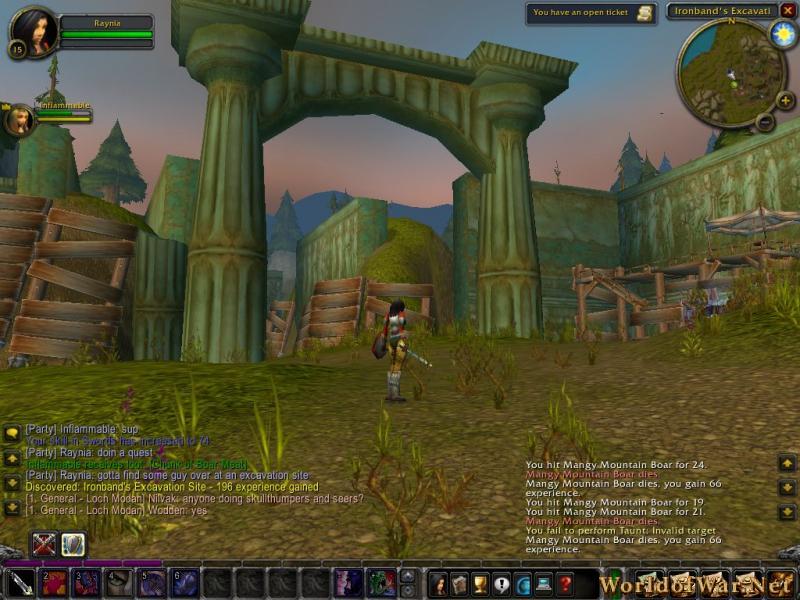 Raynia
15
Inflammable
You have an open ticket
Ironband's Excavati
N
[Party] Inflammable: sup
Your skill in Swords has increased to 74.
[Party] Raynia: doin a quest
Inflammable receives loot: [Chunk of Boar Meat]
[Party] Raynia: gotta find some guy over at an excavation site
Discovered: Ironband's Excavation Site - 196 experience gained
[1. General - Loch Modan] Nilvak: anyone doing skullthumpers and seers?
[1. General - Loch Modan] Wodden: yes
You hit Mangy Mountain Boar for 24.
Mangy Mountain Boar dies.
Mangy Mountain Boar dies, you gain 66
experience.
You hit Mangy Mountain Boar for 19.
You hit Mangy Mountain Boar for 21.
Mangy Mountain Boar dies.
You fail to perform Taunt: Invalid target
Mangy Mountain Boar dies, you gain 66
experience.
2 3 4 5 6
WorldofWar.Net